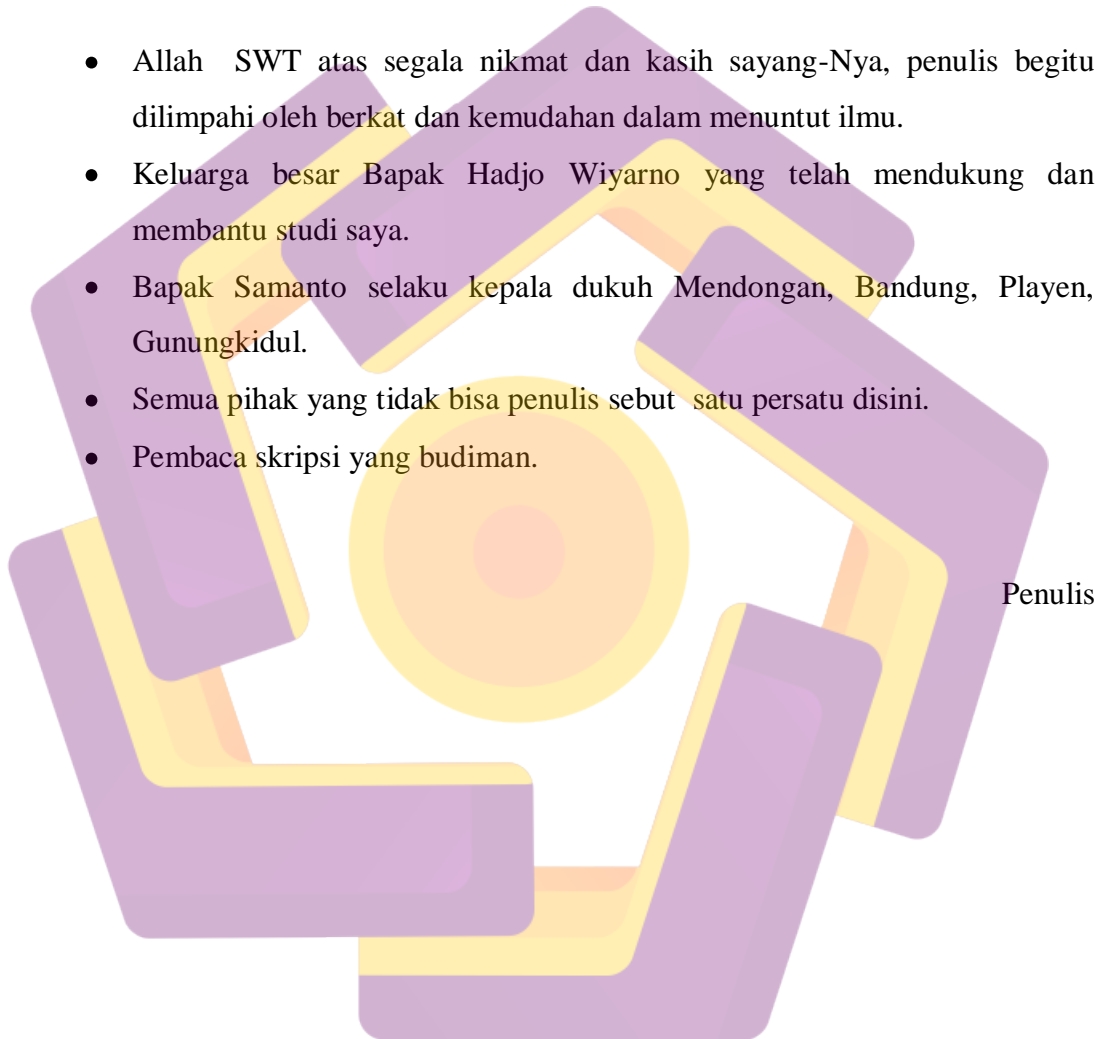 • Allah SWT atas segala nikmat dan kasih sayang-Nya, penulis begitu
dilimpahi oleh berkat dan kemudahan dalam menuntut ilmu.
• Keluarga besar Bapak Hadjo Wiyarno yang telah mendukung dan
membantu studi saya.
• Bapak Samanto selaku kepala dukuh Mendongan, Bandung, Playen,
Gunungkidul.
• Semua pihak yang tidak bisa penulis sebut satu persatu disini.
• Pembaca skripsi yang budiman.
Penulis